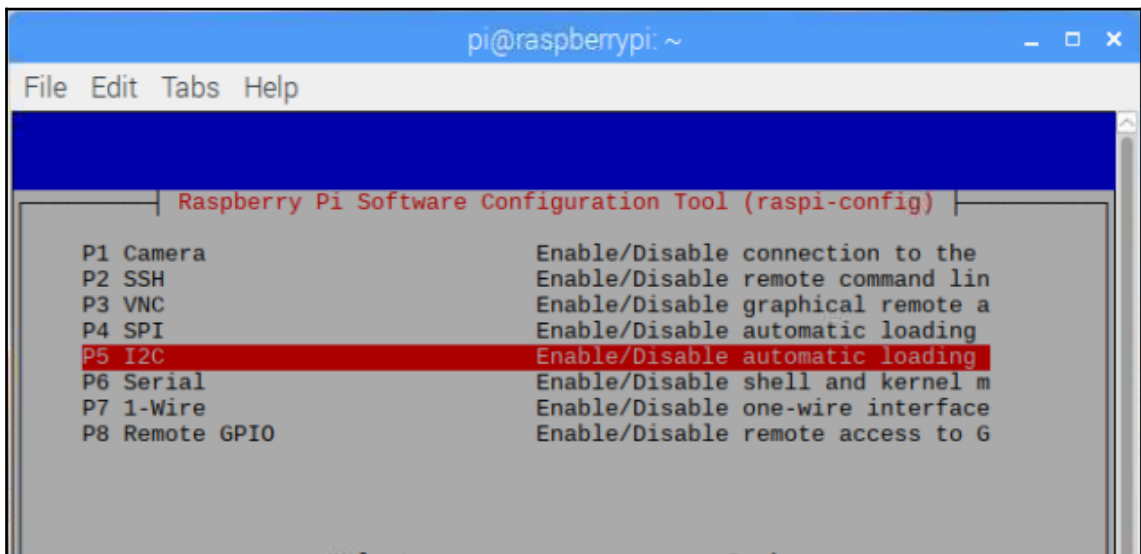 pi@raspberrypi: ~
File Edit Tabs Help
Raspberry Pi Software Configuration Tool (raspi-config)
P1 Camera Enable/Disable connection to the
P2 SSH Enable/Disable remote command lin
P3 VNC Enable/Disable graphical remote a
P4 SPI Enable/Disable automatic loading
P5 I2C Enable/Disable automatic loading
P6 Serial Enable/Disable shell and kernel m
P7 1-Wire Enable/Disable one-wire interface
P8 Remote GPIO Enable/Disable remote access to G